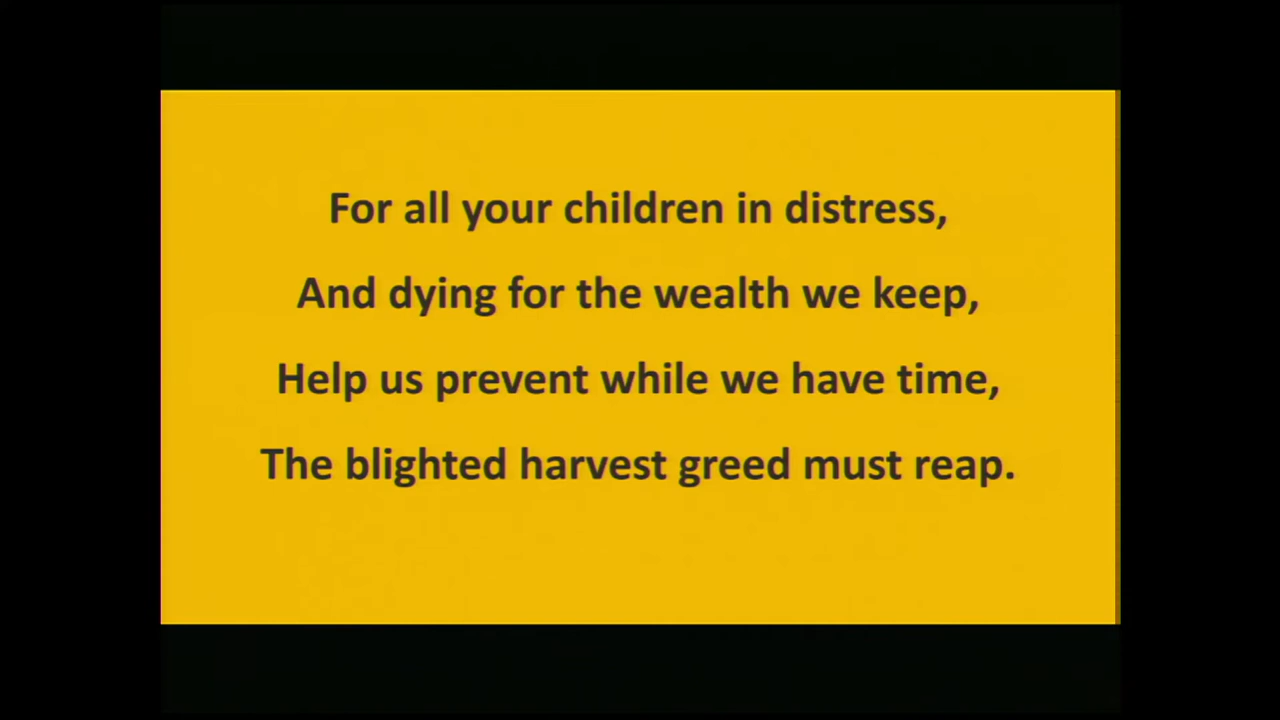 For all your children in distress,
And dying for the wealth we keep,
Help us prevent while we have time,
The blighted harvest greed must reap.